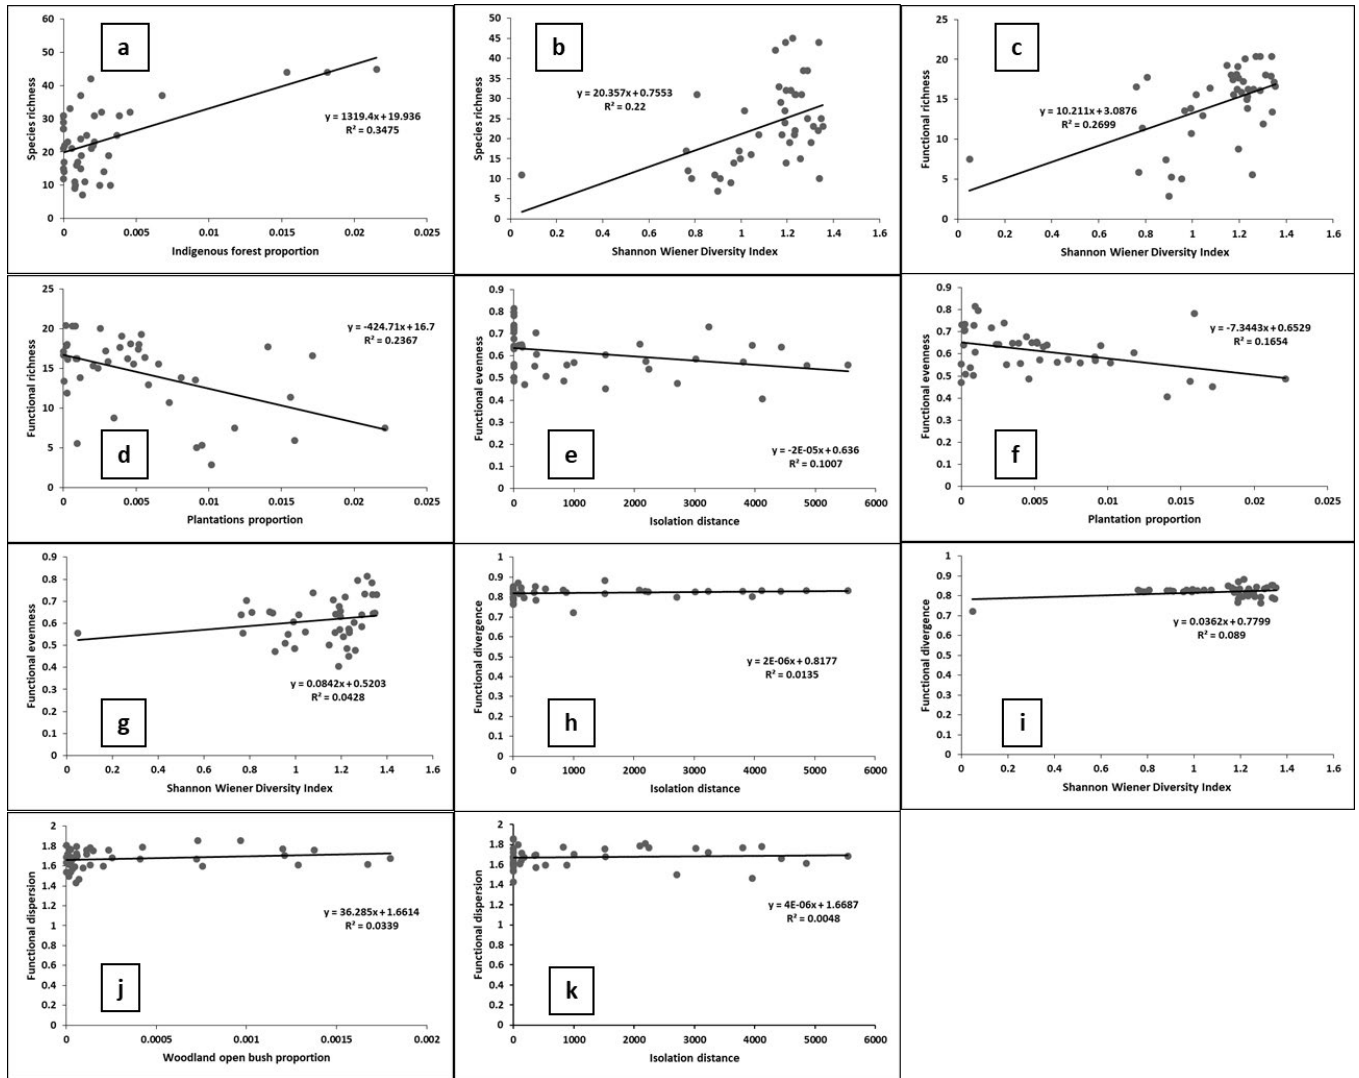 a
Species richness
60
50
40
30
20
10
0
y = 1319.4x + 19.936
R² = 0.3475
0 0.005 0.01 0.015 0.02 0.025
Indigenous forest proportion
b
Species richness
50
45
40
35
30
25
20
15
10
5
0
y = 20.357x + 0.7553
R² = 0.22
0 0.2 0.4 0.6 0.8 1 1.2 1.4 1.6
Shannon Wiener Diversity Index
c
Functional richness
25
20
15
10
5
0
y = 10.211x + 3.0876
R² = 0.2699
0 0.2 0.4 0.6 0.8 1 1.2 1.4 1.6
Shannon Wiener Diversity Index
d
Functional richness
25
20
15
10
5
0
y = -424.71x + 16.7
R² = 0.2367
0 0.005 0.01 0.015 0.02 0.025
Plantations proportion
e
Functional evenness
0.9
0.8
0.7
0.6
0.5
0.4
0.3
0.2
0.1
0
y = -2E-05x + 0.636
R² = 0.1007
0 1000 2000 3000 4000 5000 6000
Isolation distance
f
Functional evenness
0.9
0.8
0.7
0.6
0.5
0.4
0.3
0.2
0.1
0
y = -7.3443x + 0.6529
R² = 0.1654
0 0.005 0.01 0.015 0.02 0.025
Plantation proportion
g
Functional evenness
0.9
0.8
0.7
0.6
0.5
0.4
0.3
0.2
0.1
0
y = 0.0842x + 0.5203
R² = 0.0428
0 0.2 0.4 0.6 0.8 1 1.2 1.4 1.6
Shannon Wiener Diversity Index
h
Functional divergence
1
0.9
0.8
0.7
0.6
0.5
0.4
0.3
0.2
0.1
0
y = 2E-06x + 0.8177
R² = 0.0135
0 1000 2000 3000 4000 5000 6000
Isolation distance
i
Functional divergence
1
0.9
0.8
0.7
0.6
0.5
0.4
0.3
0.2
0.1
0
y = 0.0362x + 0.7799
R² = 0.089
0 0.2 0.4 0.6 0.8 1 1.2 1.4 1.6
Shannon Wiener Diversity Index
j
Functional dispersion
2
1.8
1.6
1.4
1.2
1
0.8
0.6
0.4
0.2
0
y = 36.285x + 1.6614
R² = 0.0339
0 0.0005 0.001 0.0015 0.002
Woodland open bush proportion
k
Functional dispersion
2
1.8
1.6
1.4
1.2
1
0.8
0.6
0.4
0.2
0
y = 4E-06x + 1.6687
R² = 0.0048
0 1000 2000 3000 4000 5000 6000
Isolation distance